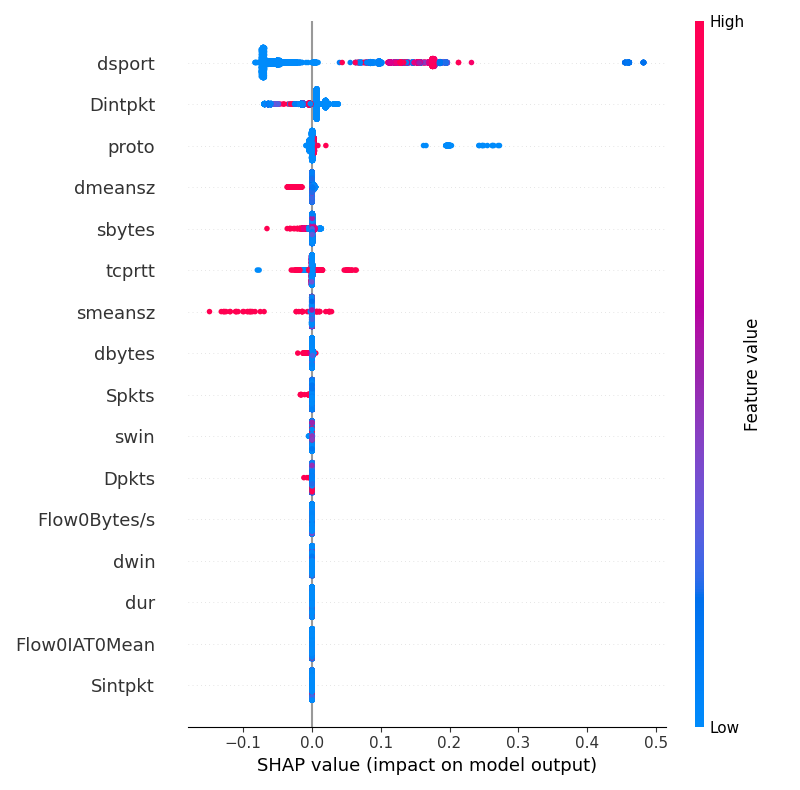 High
dsport
Dintpkt
proto
dmeansz
sbytes
tcprtt
smeansz
dbytes
Spkts
swin
Dpkts
Flow0Bytes/s
dwin
dur
Flow0IAT0Mean
Sintpkt
Feature value
Low
−0.1 0.0 0.1 0.2 0.3 0.4 0.5
SHAP value (impact on model output)